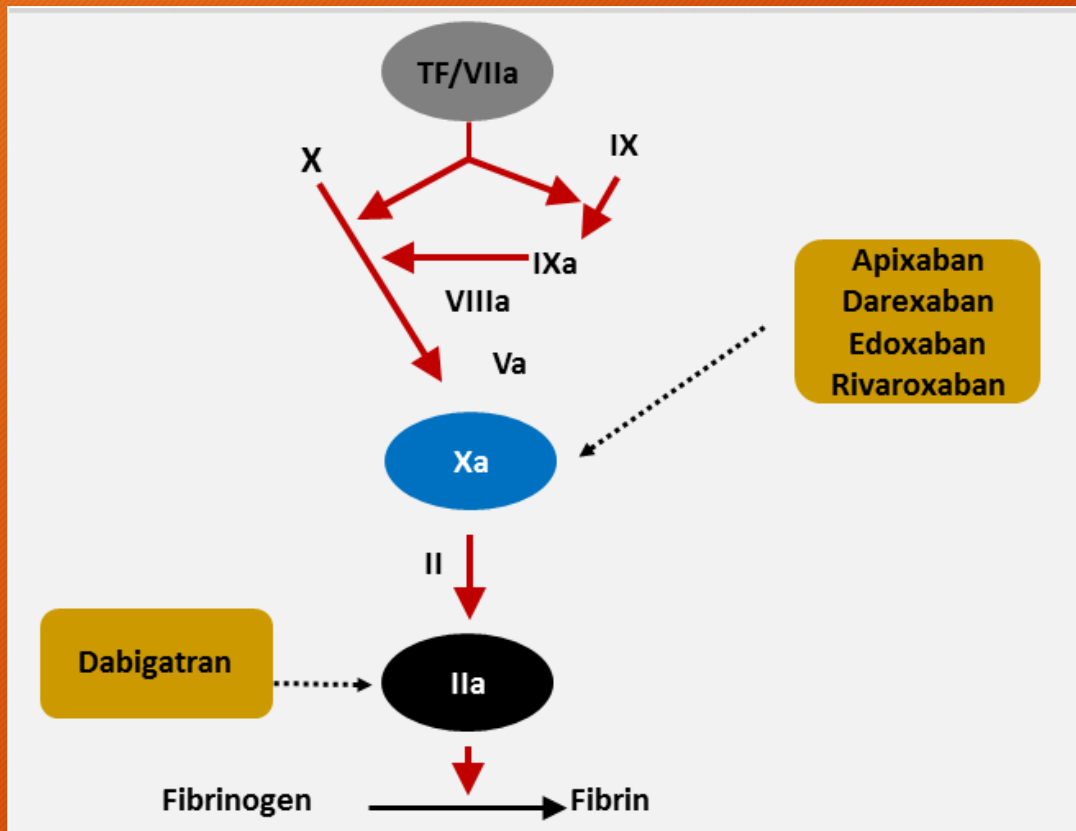 TF/VIIa
X
IX
IXa
VIIIa
Va
Apixaban
Darexaban
Edoxaban
Rivaroxaban
Xa
II
Dabigatran
IIa
Fibrinogen
Fibrin